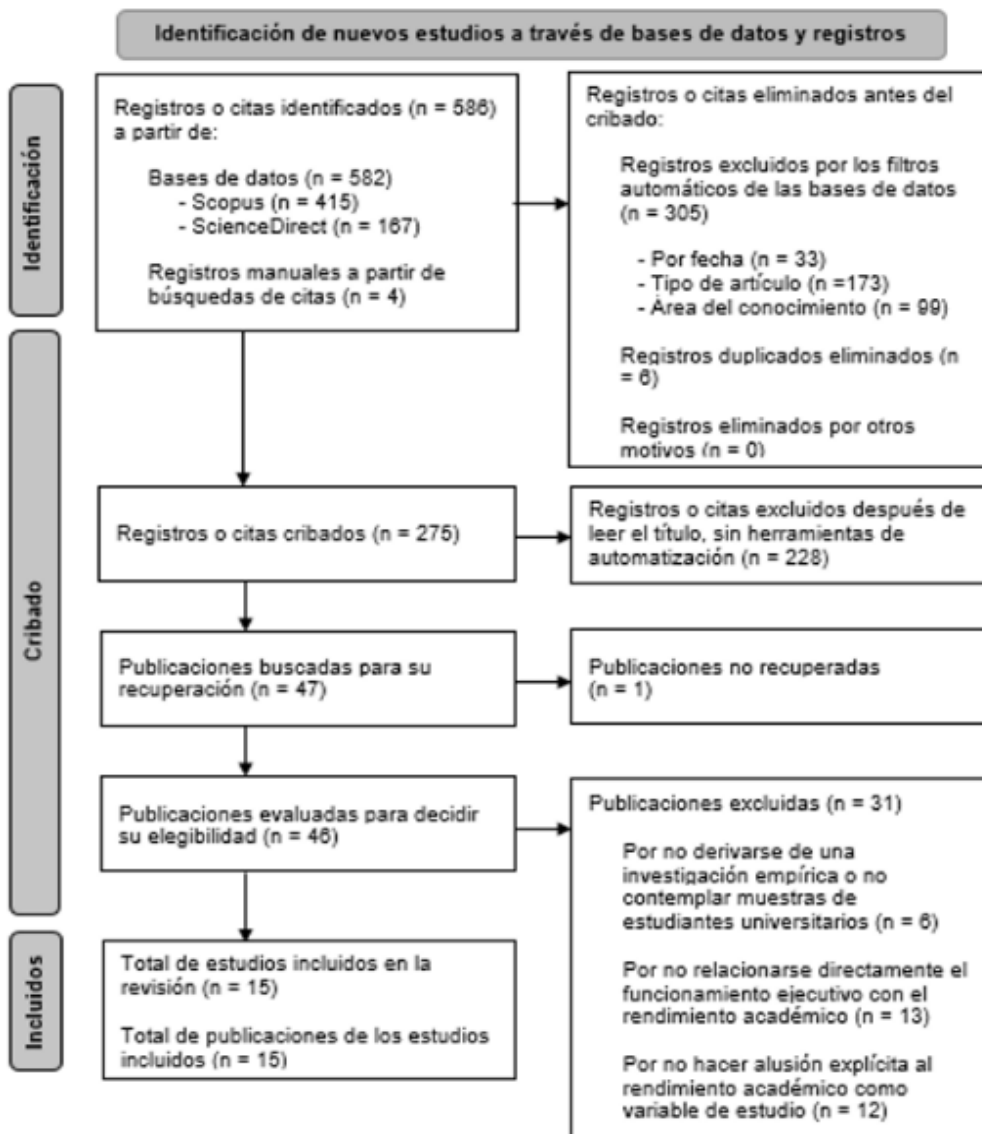 Identificación de nuevos estudios a través de bases de datos y registros
Identificación
Registros o citas identificados (n = 586)
a partir de:
Bases de datos (n = 582)
- Scopus (n = 415)
- ScienceDirect (n = 167)
Registros manuales a partir de
búsquedas de citas (n = 4)
Registros o citas eliminados antes del
cribado:
Registros excluidos por los filtros
automáticos de las bases de datos
(n = 305)
- Por fecha (n = 33)
- Tipo de artículo (n =173)
- Área del conocimiento (n = 99)
Registros duplicados eliminados (n
= 6)
Registros eliminados por otros
motivos (n = 0)
Cribado
Registros o citas cribados (n = 275)
Registros o citas excluidos después de
leer el título, sin herramientas de
automatización (n = 228)
Publicaciones buscadas para su
recuperación (n = 47)
Publicaciones no recuperadas
(n = 1)
Publicaciones evaluadas para decidir
su elegibilidad (n = 46)
Publicaciones excluidas (n = 31)
Por no derivarse de una
investigación empírica o no
contemplar muestras de
estudiantes universitarios (n = 6)
Por no relacionarse directamente el
funcionamiento ejecutivo con el
rendimiento académico (n = 13)
Por no hacer alusión explícita al
rendimiento académico como
variable de estudio (n = 12)
Incluidos
Total de estudios incluidos en la
revisión (n = 15)
Total de publicaciones de los estudios
incluidos (n = 15)